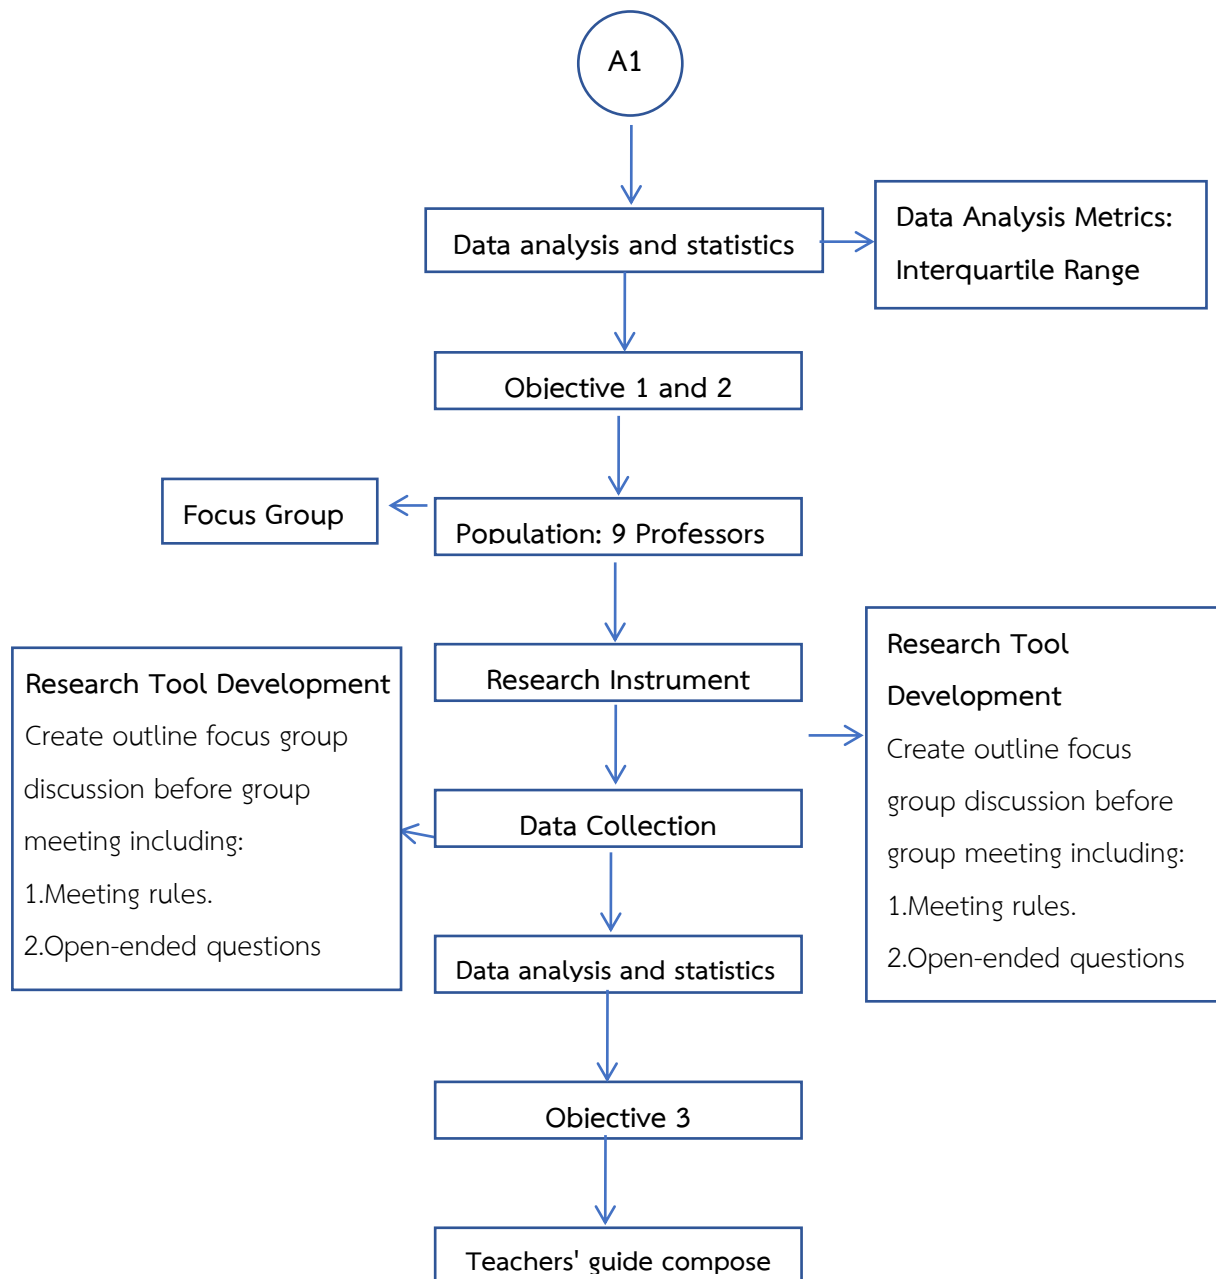 A1
Data analysis and statistics
Data Analysis Metrics:
Interquartile Range
Objective 1 and 2
Focus Group
Population: 9 Professors
Research Instrument
Research Tool Development
Create outline focus group
discussion before group
meeting including:
1.Meeting rules.
2.Open-ended questions
Research Tool
Development
Create outline focus
group discussion before
group meeting including:
1.Meeting rules.
2.Open-ended questions
Data Collection
Data analysis and statistics
Objective 3
Teachers' guide compose